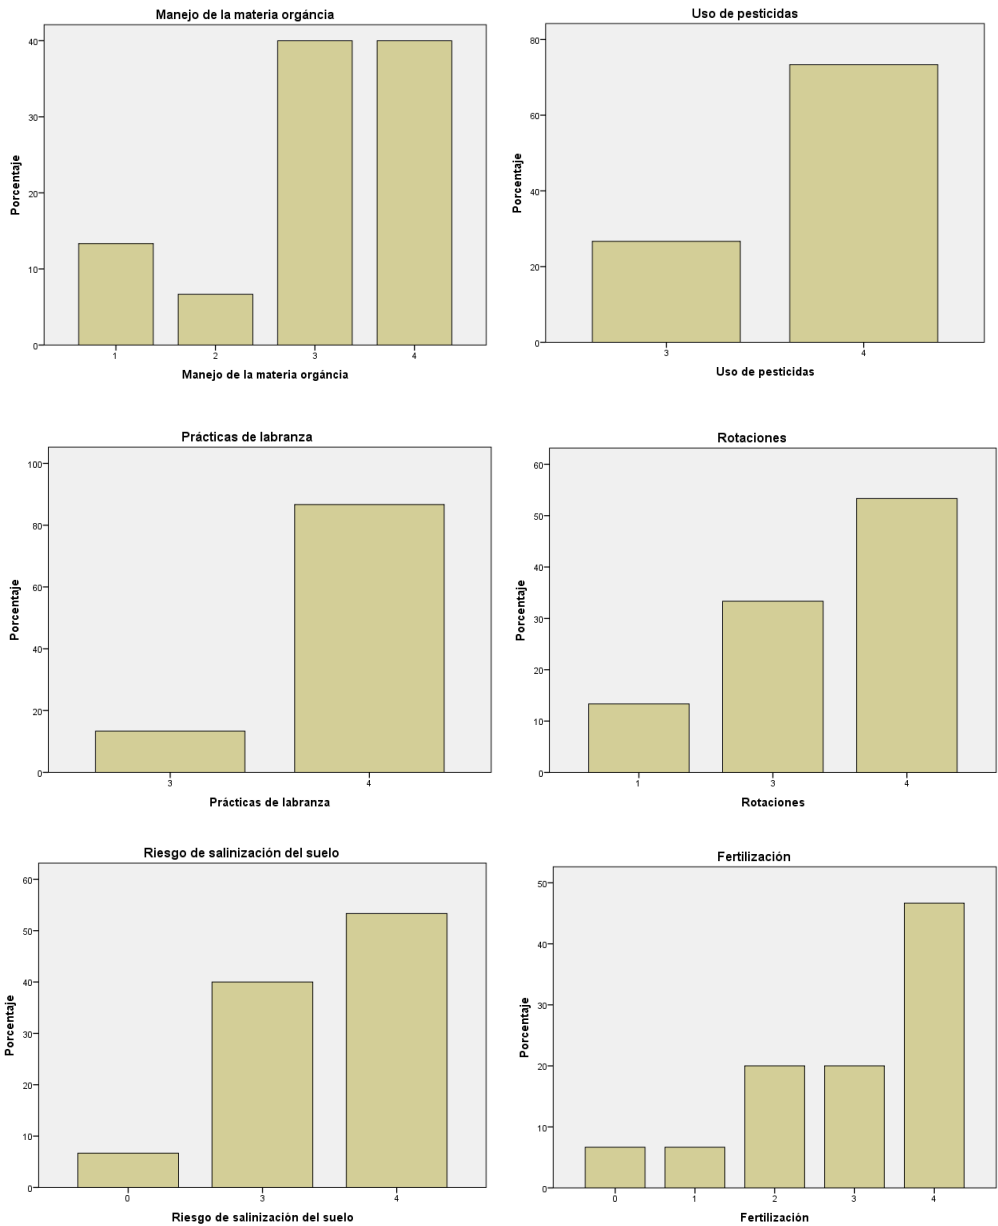 Manejo de la materia orgáncia
40
30
20
10
0
Porcentaje
1 2 3 4
Manejo de la materia orgáncia
Uso de pesticidas
80
60
40
20
0
Porcentaje
3 4
Uso de pesticidas
Prácticas de labranza
100
80
60
40
20
0
Porcentaje
3 4
Prácticas de labranza
Rotaciones
60
50
40
30
20
10
0
Porcentaje
1 3 4
Rotaciones
Riesgo de salinización del suelo
60
50
40
30
20
10
0
Porcentaje
0 3 4
Riesgo de salinización del suelo
Fertilización
50
40
30
20
10
0
Porcentaje
0 1 2 3 4
Fertilización